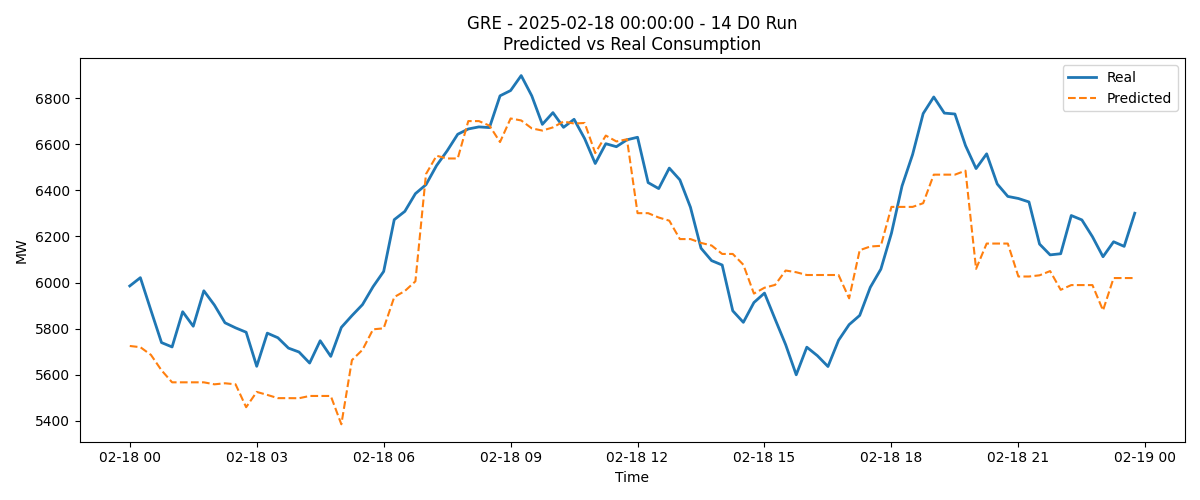 GRE - 2025-02-18 00:00:00 - 14 D0 Run
Predicted vs Real Consumption
Real
Predicted
MW
6800
6600
6400
6200
6000
5800
5600
5400
02-18 00
02-18 03
02-18 06
02-18 09
02-18 12
02-18 15
02-18 18
02-18 21
02-19 00
Time